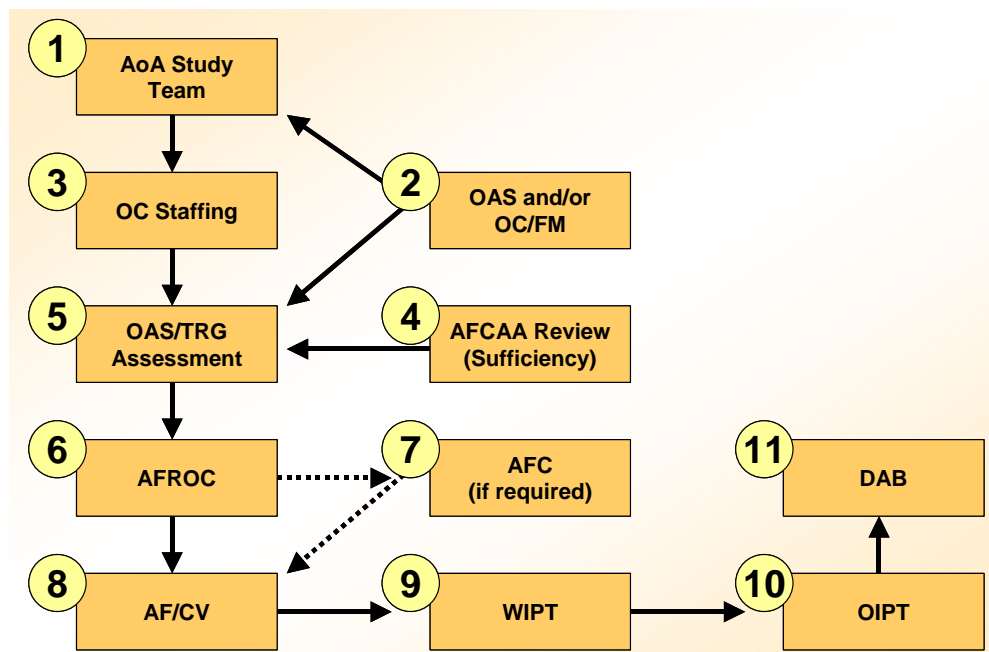 1
AoA Study
Team
3
OC Staffing
2
OAS and/or
OC/FM
5
OAS/TRG
Assessment
4
AFCAA Review
(Sufficiency)
6
AFROC
7
AFC
(if required)
11
DAB
8
AF/CV
9
WIPT
10
OIPT